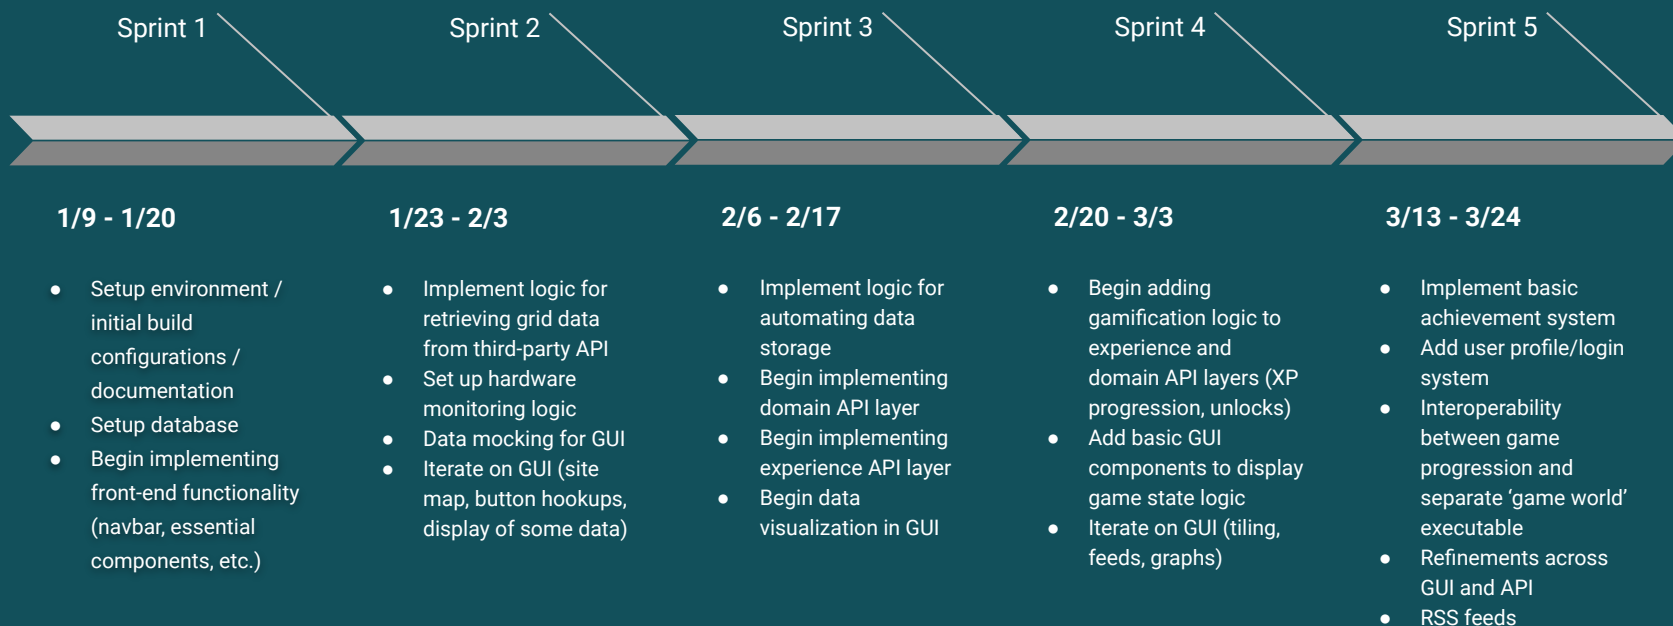 Sprint 1
Sprint 2
Sprint 3
Sprint 4
Sprint 5
1/9 - 1/20
● Setup environment /
initial build
configurations /
documentation
● Setup database
● Begin implementing
front-end functionality
(navbar, essential
components, etc.)
1/23 - 2/3
● Implement logic for
retrieving grid data
from third-party API
● Set up hardware
monitoring logic
● Data mocking for GUI
● Iterate on GUI (site
map, button hookups,
display of some data)
2/6 - 2/17
● Implement logic for
automating data
storage
● Begin implementing
domain API layer
● Begin implementing
experience API layer
● Begin data
visualization in GUI
2/20 - 3/3
● Begin adding
gamification logic to
experience and
domain API layers (XP
progression, unlocks)
● Add basic GUI
components to display
game state logic
● Iterate on GUI (tiling,
feeds, graphs)
3/13 - 3/24
● Implement basic
achievement system
● Add user profile/login
system
● Interoperability
between game
progression and
separate ‘game world’
executable
● Refinements across
GUI and API
● RSS feeds